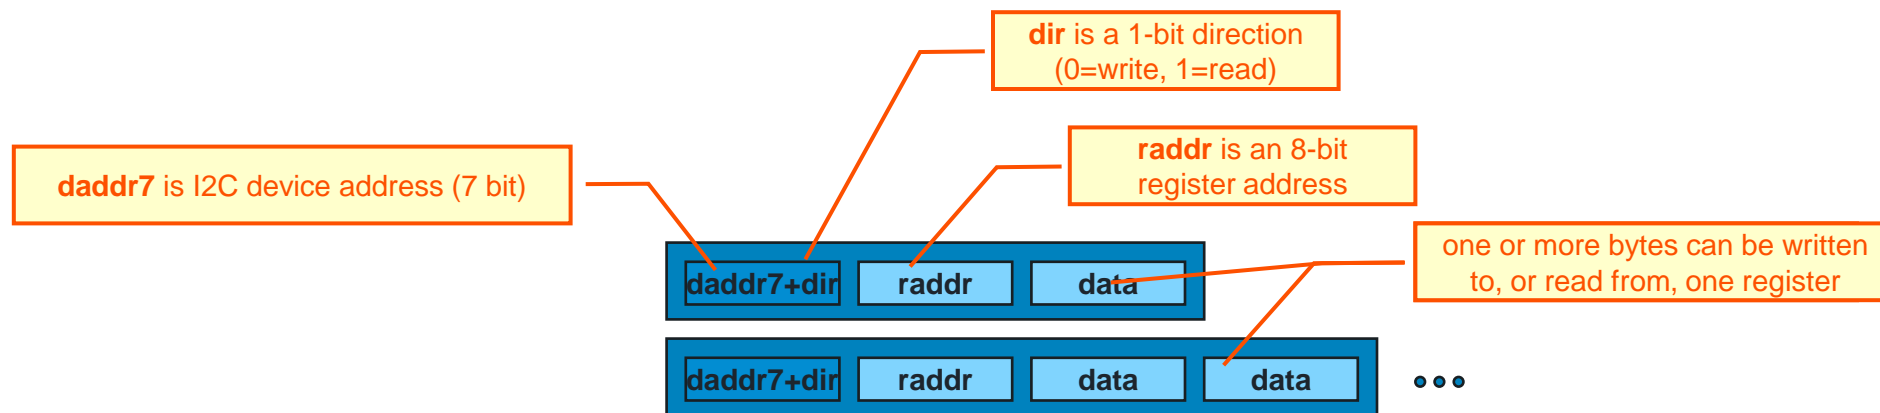 dir is a 1-bit direction
(0=write, 1=read)
raddr is an 8-bit
register address
daddr7 is I2C device address (7 bit)
one or more bytes can be written
to, or read from, one register
daddr7+dir raddr data
daddr7+dir raddr data data